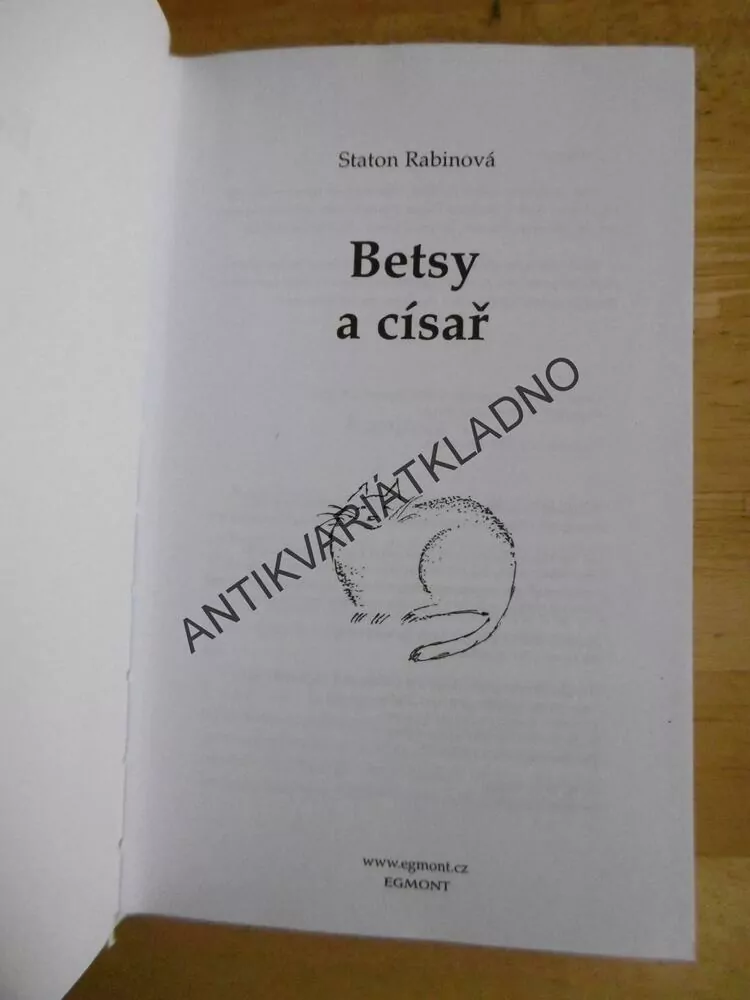 Staton Rabinová
Betsy
a císař
ANTIKVARIÁTKLADNO
www.egmont.cz
EGMONT